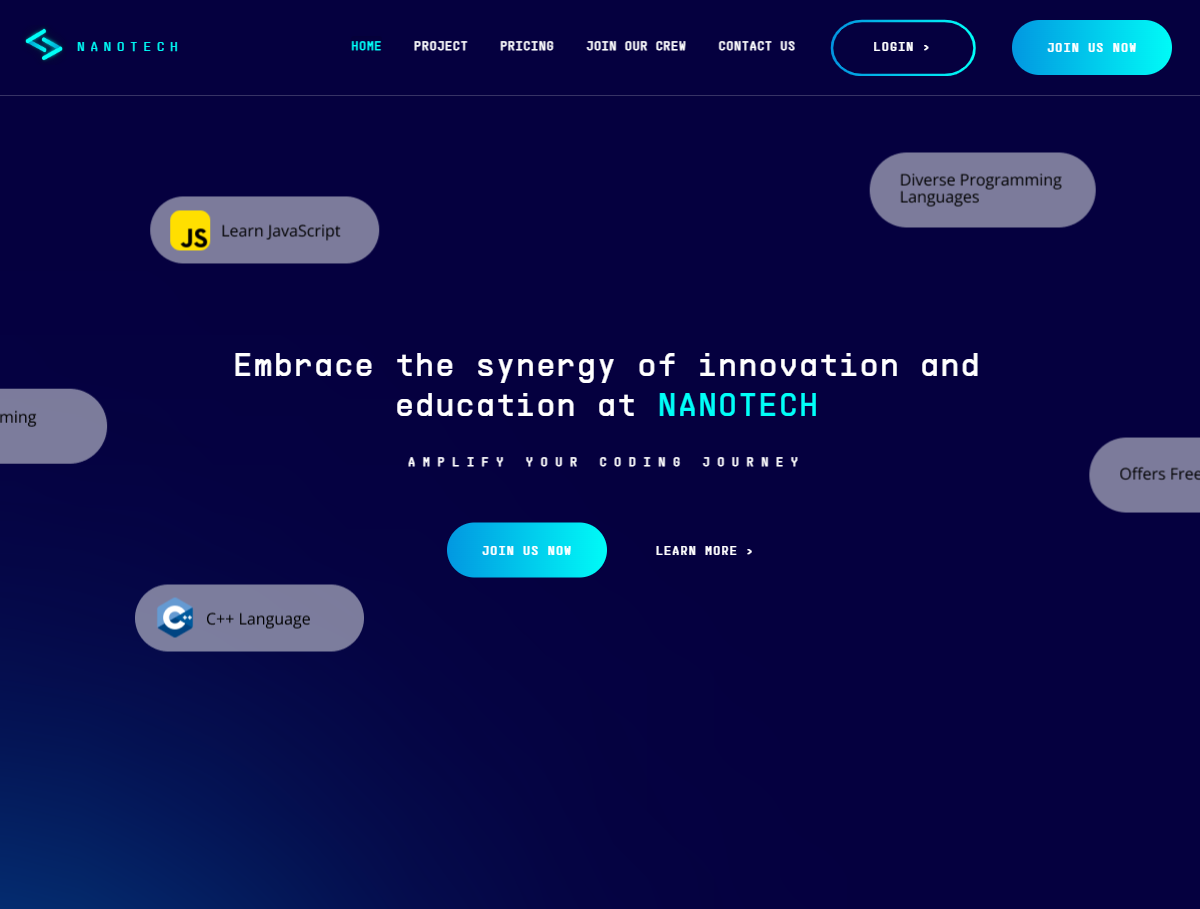 NANOTECH
HOME
PROJECT
PRICING
JOIN OUR CREW
CONTACT US
LOGIN >
JOIN US NOW
Diverse Programming
Languages
JS
Learn JavaScript
Embrace the synergy of innovation and
education at NANOTECH
ming
AMPLIFY YOUR CODING JOURNEY
Offers Free
JOIN US NOW
LEARN MORE >
C++
C++ Language